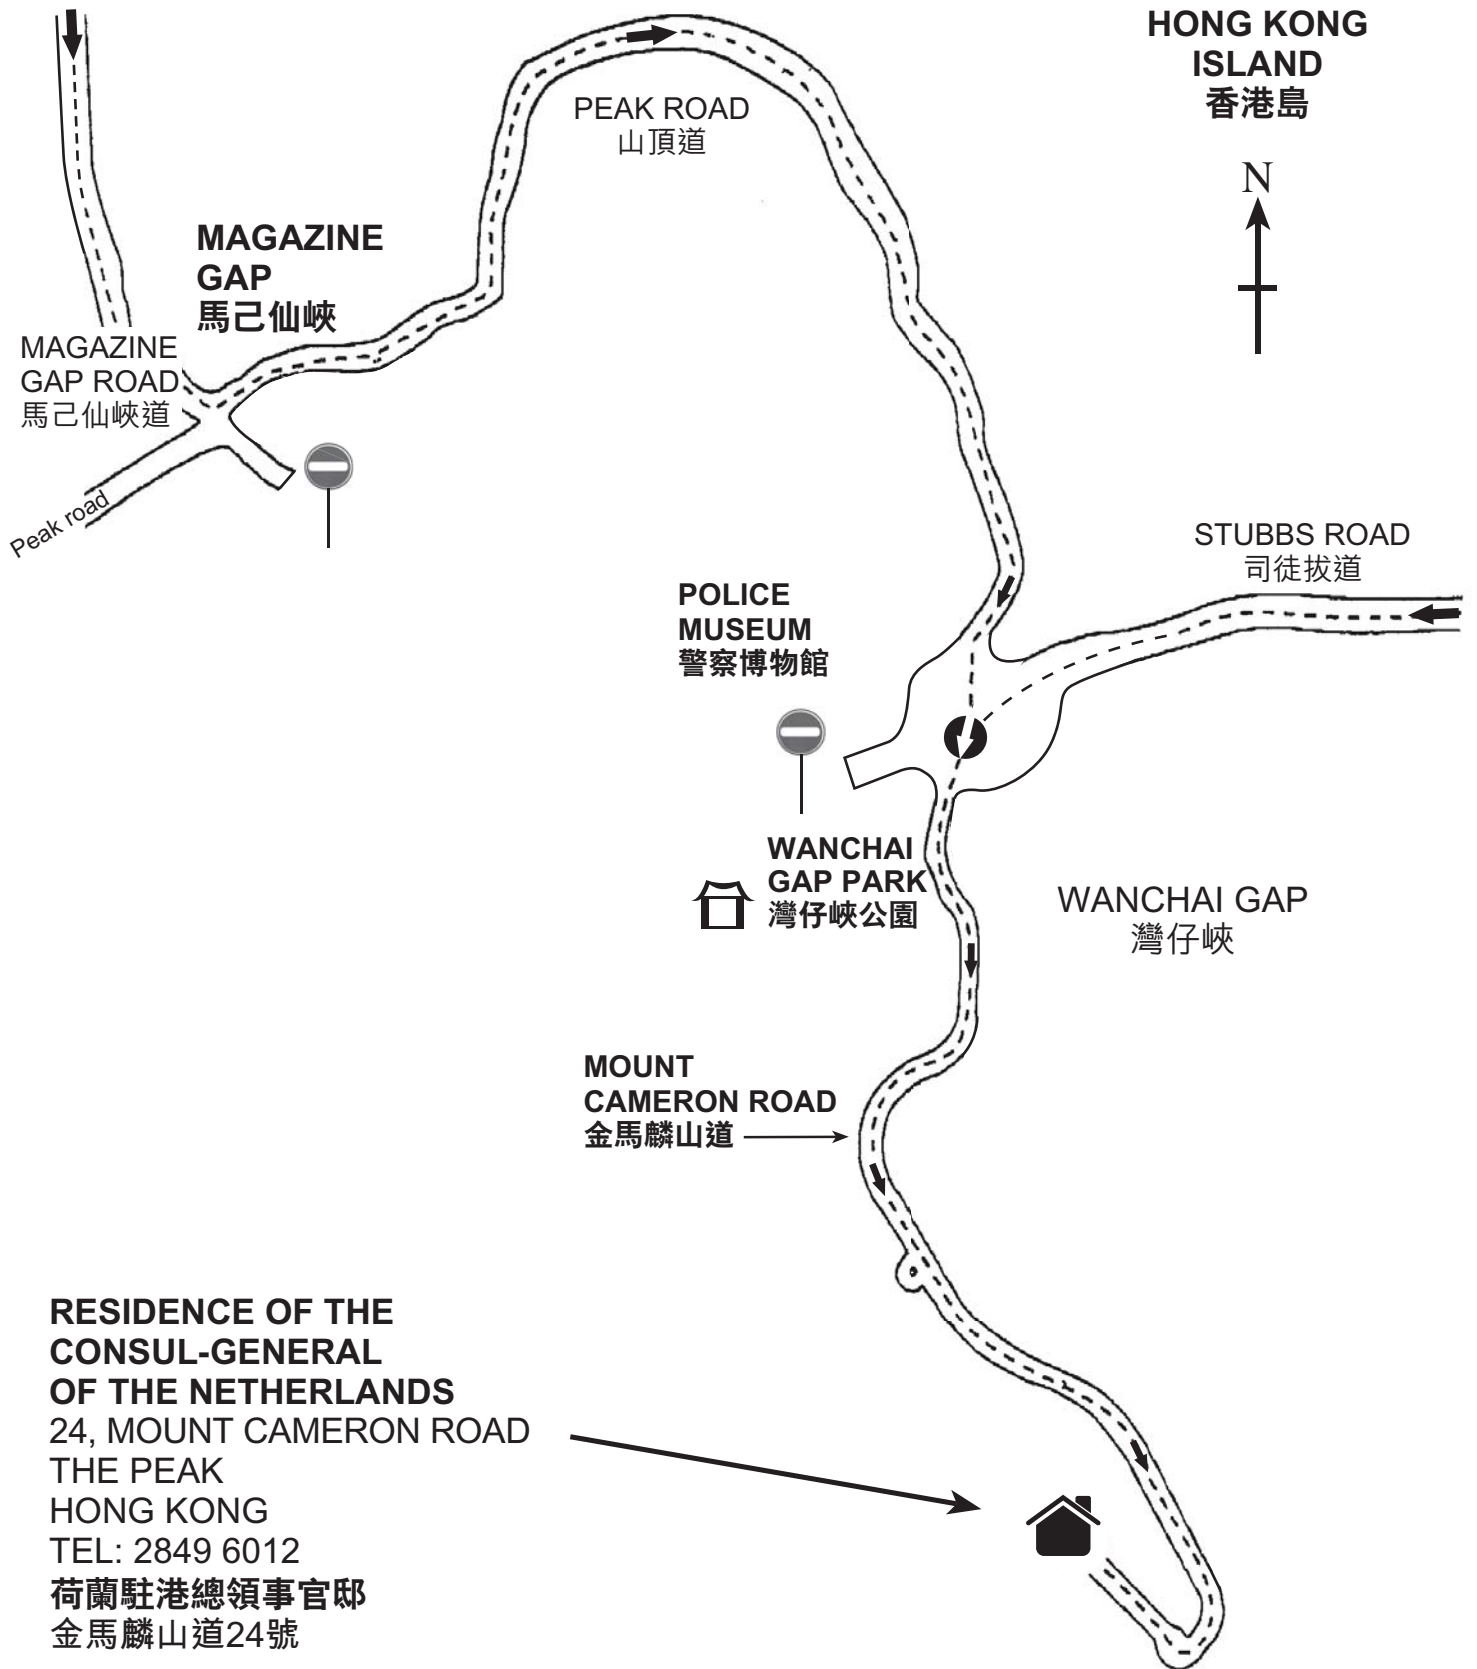 HONG KONG
ISLAND
香港島
N
PEAK ROAD
山頂道
MAGAZINE
GAP
馬己仙峽
MAGAZINE
GAP ROAD
馬己仙峽道
Peak road
STUBBS ROAD
司徒拔道
POLICE
MUSEUM
警察博物館
WANCHAI
GAP PARK
灣仔峽公園
WANCHAI GAP
灣仔峽
MOUNT
CAMERON ROAD
金馬麟山道
RESIDENCE OF THE
CONSUL-GENERAL
OF THE NETHERLANDS
24, MOUNT CAMERON ROAD
THE PEAK
HONG KONG
TEL: 2849 6012
荷蘭駐港總領事官邸
金馬麟山道24號